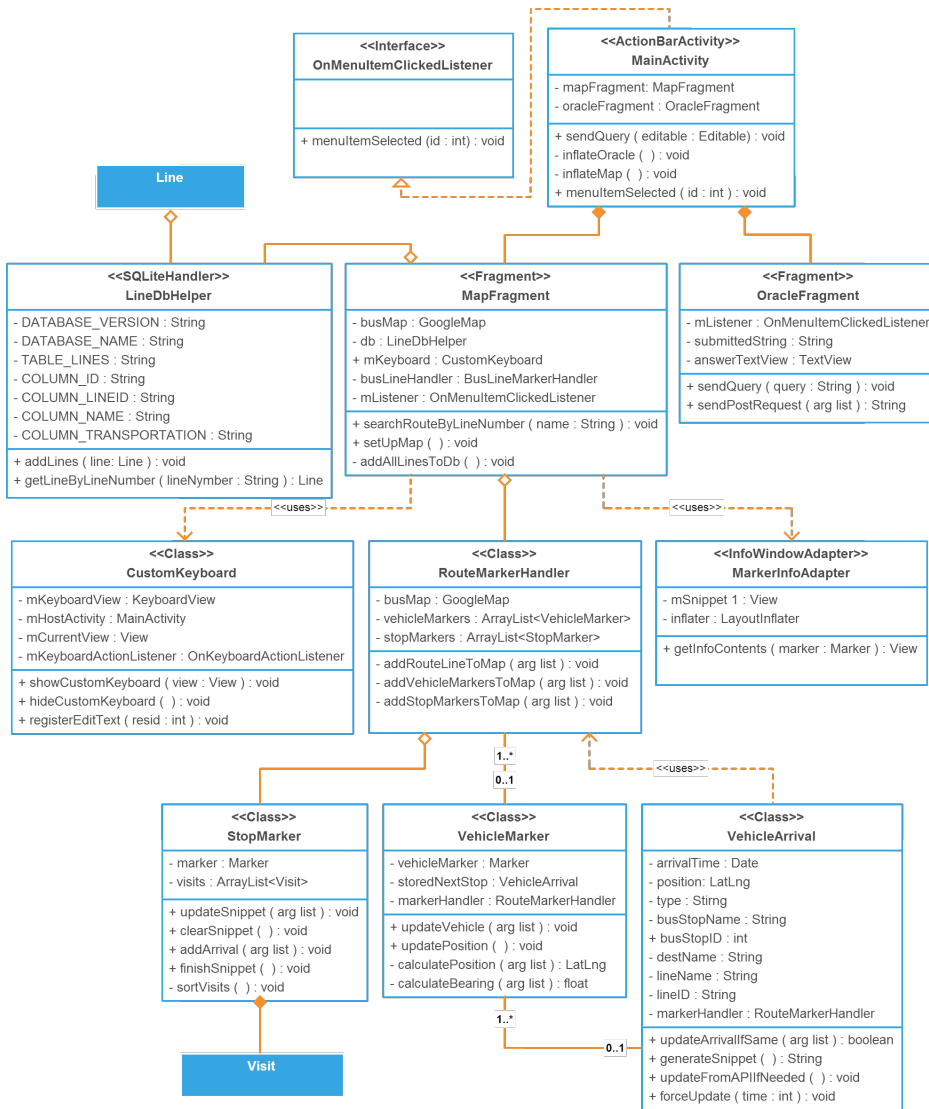 <<Interface>>
OnMenuItemClickedListener
+ menuItemSelected (id : int) : void
<<ActionBarActivity>>
MainActivity
- mapFragment: MapFragment
- oracleFragment : OracleFragment
+ sendQuery ( editable : Editable) : void
- inflateOracle ( ) : void
- inflateMap ( ) : void
+ menuItemSelected ( id : int ) : void
Line
<<SQLiteHandler>>
LineDbHelper
- DATABASE_VERSION : String
- DATABASE_NAME : String
- TABLE_LINES : String
- COLUMN_ID : String
- COLUMN_LINEID : String
- COLUMN_NAME : String
- COLUMN_TRANSPORTATION : String
+ addLines ( line: Line ) : void
+ getLineByLineNumber ( lineNymber : String ) : Line
<<Fragment>>
MapFragment
- busMap : GoogleMap
- db : LineDbHelper
+ mKeyboard : CustomKeyboard
- busLineHandler : BusLineMarkerHandler
- mListener : OnMenuItemClickedListener
+ searchRouteByLineNumber ( name : String ) : void
+ setUpMap ( ) : void
- addAllLinesToDb ( ) : void
<<Fragment>>
OracleFragment
- mListener : OnMenuItemClickedListener
- submittedString : String
- answerTextView : TextView
+ sendQuery ( query : String ) : void
+ sendPostRequest ( arg list ) : String
<<uses>>
<<uses>>
<<Class>>
CustomKeyboard
- mKeyboardView : KeyboardView
- mHostActivity : MainActivity
- mCurrentView : View
- mKeyboardActionListener : OnKeyboardActionListener
+ showCustomKeyboard ( view : View ) : void
+ hideCustomKeyboard ( ) : void
+ registerEditText ( resid : int ) : void
<<Class>>
RouteMarkerHandler
- busMap : GoogleMap
- vehicleMarkers : ArrayList<VehicleMarker>
- stopMarkers : ArrayList<StopMarker>
- addRouteLineToMap ( arg list ) : void
- addVehicleMarkersToMap ( arg list ) : void
- addStopMarkersToMap ( arg list ) : void
<<InfoWindowAdapter>>
MarkerInfoAdapter
- mSnippet 1 : View
- inflater : LayoutInflater
+ getInfoContents ( marker : Marker ) : View
1..*
0..1
<<uses>>
<<Class>>
StopMarker
- marker : Marker
- visits : ArrayList<Visit>
+ updateSnippet ( arg list ) : void
+ clearSnippet ( ) : void
+ addArrival ( arg list ) : void
+ finishSnippet ( ) : void
- sortVisits ( ) : void
<<Class>>
VehicleMarker
- vehicleMarker : Marker
- storedNextStop : VehicleArrival
- markerHandler : RouteMarkerHandler
+ updateVehicle ( arg list ) : void
+ updatePosition ( ) : void
- calculatePosition ( arg list ) : LatLng
- calculateBearing ( arg list ) : float
<<Class>>
VehicleArrival
- arrivalTime : Date
- position: LatLng
- type : Stirng
- busStopName : String
+ busStopID : int
- destName : String
- lineName : String
- lineID : String
- markerHandler : RouteMarkerHandler
+ updateArrivalIfSame ( arg list ) : boolean
+ generateSnippet ( ) : String
+ updateFromAPIIfNeeded ( ) : void
+ forceUpdate ( time : int ) : void
1..*
0..1
Visit